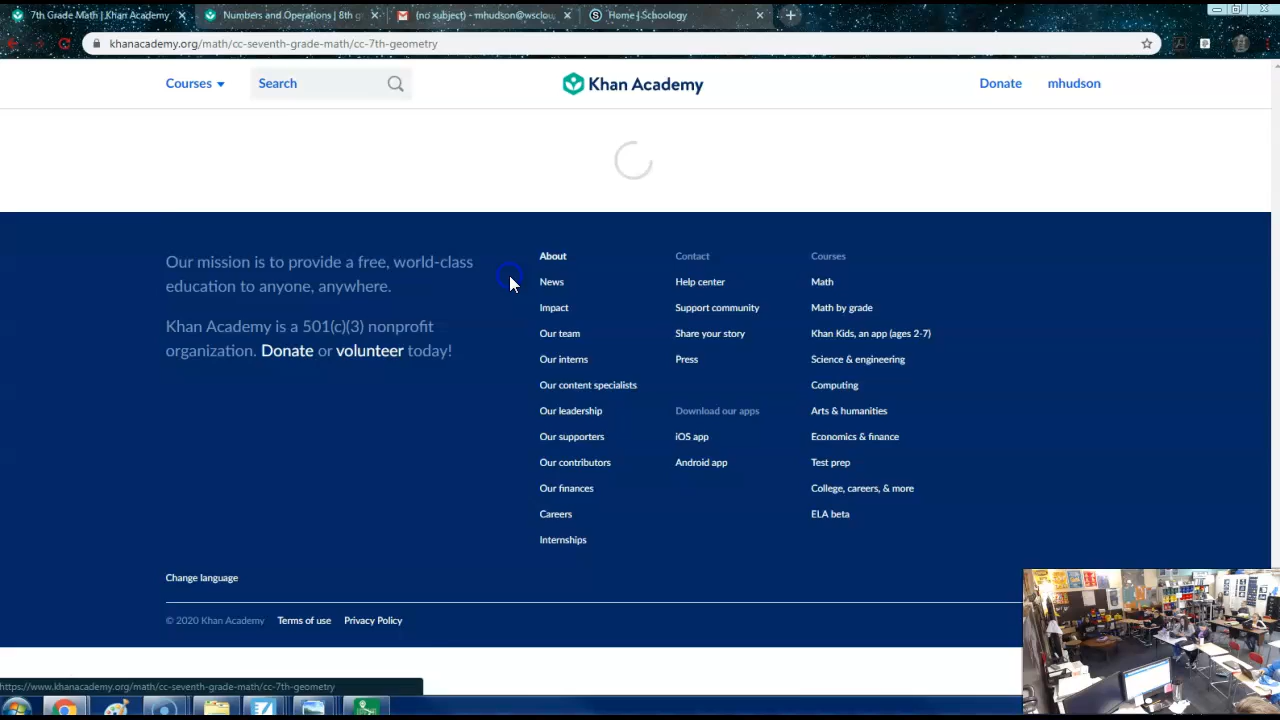 7th Grade Math | Khan Academy
Numbers and Operations | 8th g
(no subject) - mhudson@wsclou
Home | Schoology
khanacademy.org/math/cc-seventh-grade-math/cc-7th-geometry
Courses
Search
Khan Academy
Donate
mhudson
Our mission is to provide a free, world-class
education to anyone, anywhere.
Khan Academy is a 501(c)(3) nonprofit
organization. Donate or volunteer today!
About
News
Impact
Our team
Our interns
Our content specialists
Our leadership
Our supporters
Our contributors
Our finances
Careers
Internships
Contact
Help center
Support community
Share your story
Press
Download our apps
iOS app
Android app
Courses
Math
Math by grade
Khan Kids, an app (ages 2-7)
Science & engineering
Computing
Arts & humanities
Economics & finance
Test prep
College, careers, & more
ELA beta
Change language
© 2020 Khan Academy
Terms of use
Privacy Policy
https://www.khanacademy.org/math/cc-seventh-grade-math/cc-7th-geometry